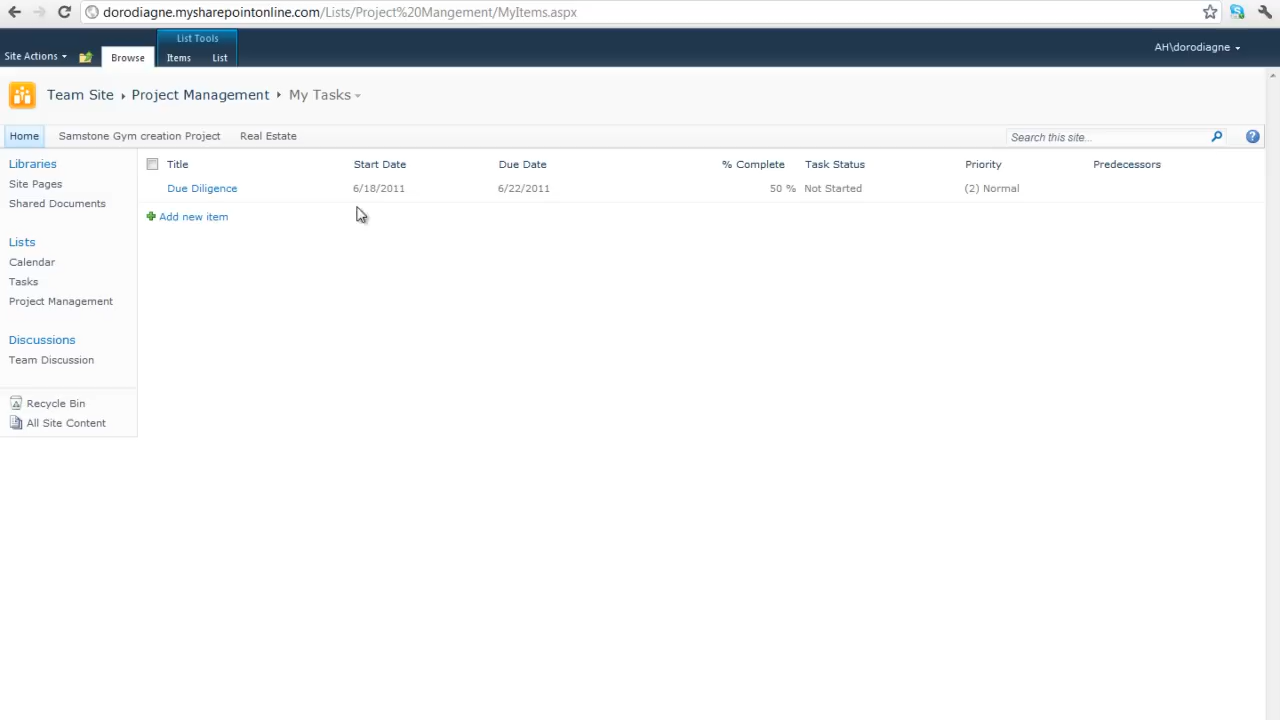 dorodiagne.mysharepointonline.com/Lists/Project%20Mangement/MyItems.aspx
List Tools
Site Actions Browse Items List AH\dorodiagne
Team Site Project Management My Tasks
Home Samstone Gym creation Project Real Estate Search this site...
Libraries
Site Pages
Shared Documents
Lists
Calendar
Tasks
Project Management
Discussions
Team Discussion
Recycle Bin
All Site Content
Title Start Date Due Date % Complete Task Status Priority Predecessors
Due Diligence 6/18/2011 6/22/2011 50 % Not Started (2) Normal
Add new item